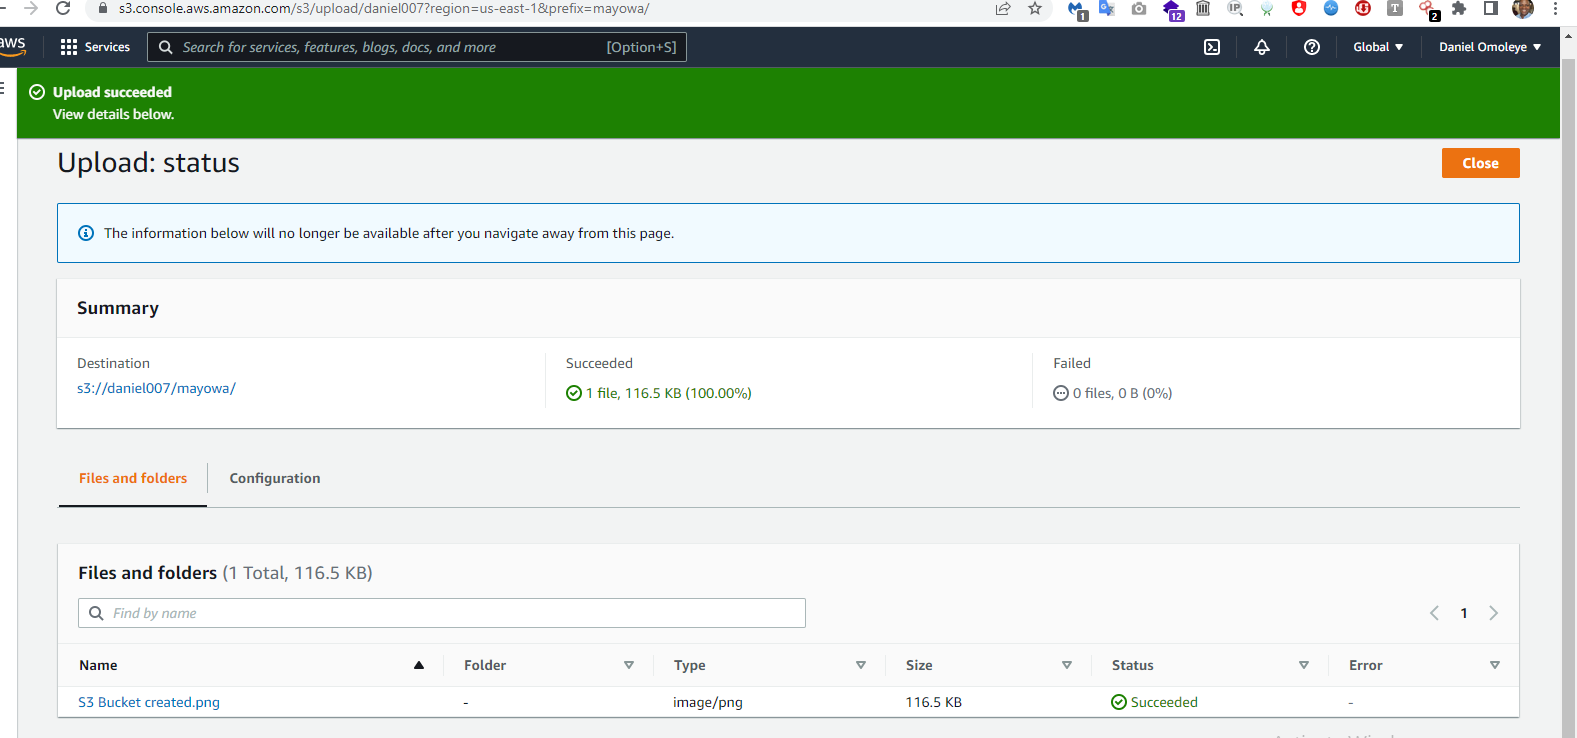 s3.console.aws.amazon.com/s3/upload/daniel007?region=us-east-1&prefix=mayowa/
1 12 IP T 2
aws Services Search for services, features, blogs, docs, and more [Option+S] Global Daniel Omoleye
Upload succeeded
View details below.
Upload: status
Close
The information below will no longer be available after you navigate away from this page.
Summary
Destination Succeeded Failed
s3://daniel007/mayowa/ 1 file, 116.5 KB (100.00%) 0 files, 0 B (0%)
Files and folders Configuration
Files and folders (1 Total, 116.5 KB)
Find by name
1
Name Folder Type Size Status Error
S3 Bucket created.png - image/png 116.5 KB Succeeded -